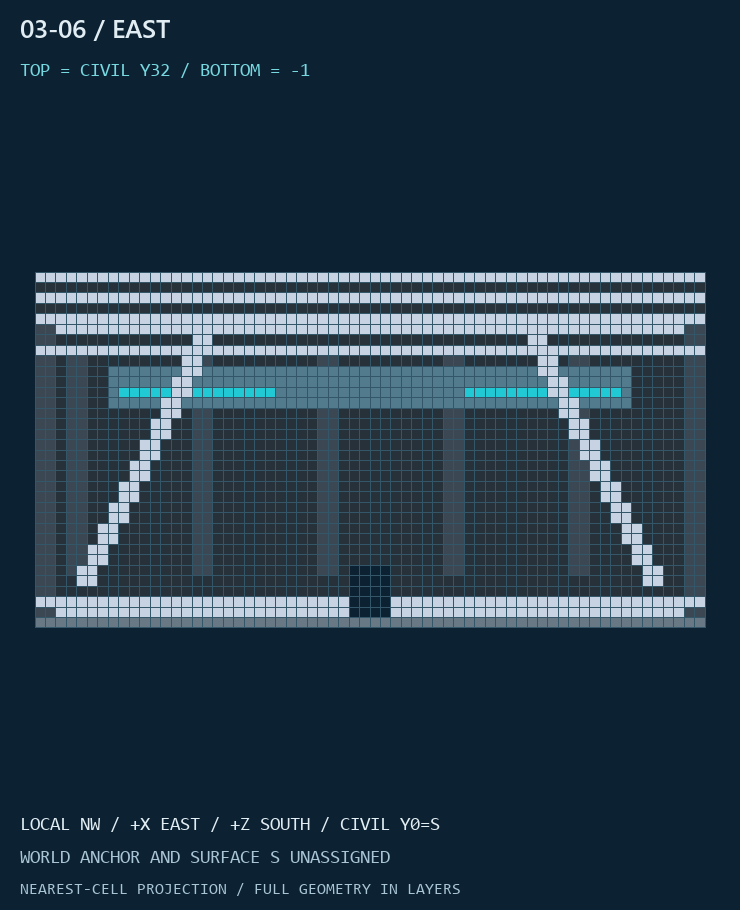 03-06 / EAST
TOP = CIVIL Y32 / BOTTOM = -1
LOCAL NW / +X EAST / +Z SOUTH / CIVIL Y0=S
WORLD ANCHOR AND SURFACE S UNASSIGNED
NEAREST-CELL PROJECTION / FULL GEOMETRY IN LAYERS